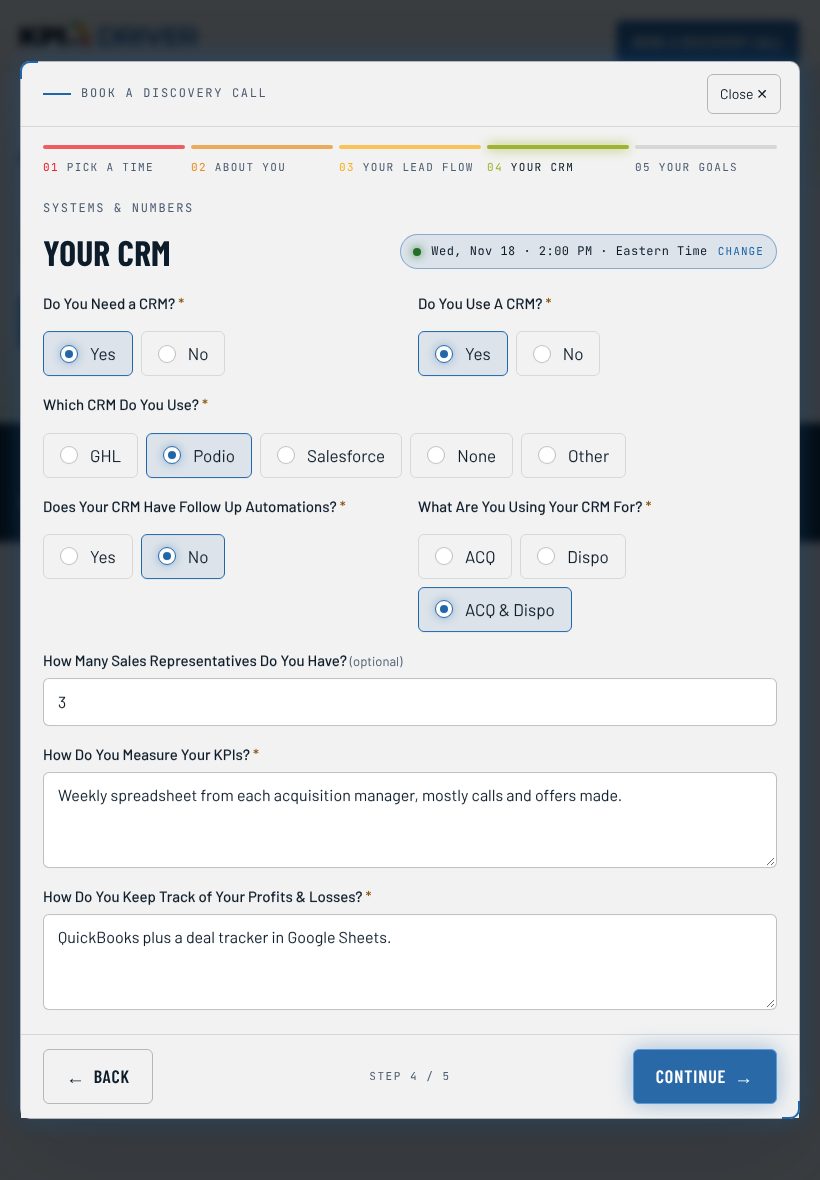 BOOK A DISCOVERY CALL
Close ✕
01 PICK A TIME
02 ABOUT YOU
03 YOUR LEAD FLOW
04 YOUR CRM
05 YOUR GOALS
SYSTEMS & NUMBERS
YOUR CRM
Wed, Nov 18 · 2:00 PM · Eastern Time CHANGE
Do You Need a CRM? *
Yes
No
Do You Use A CRM? *
Yes
No
Which CRM Do You Use? *
GHL
Podio
Salesforce
None
Other
Does Your CRM Have Follow Up Automations? *
Yes
No
What Are You Using Your CRM For? *
ACQ
Dispo
ACQ & Dispo
How Many Sales Representatives Do You Have? (optional)
3
How Do You Measure Your KPIs? *
Weekly spreadsheet from each acquisition manager, mostly calls and offers made.
How Do You Keep Track of Your Profits & Losses? *
QuickBooks plus a deal tracker in Google Sheets.
← BACK
STEP 4 / 5
CONTINUE →